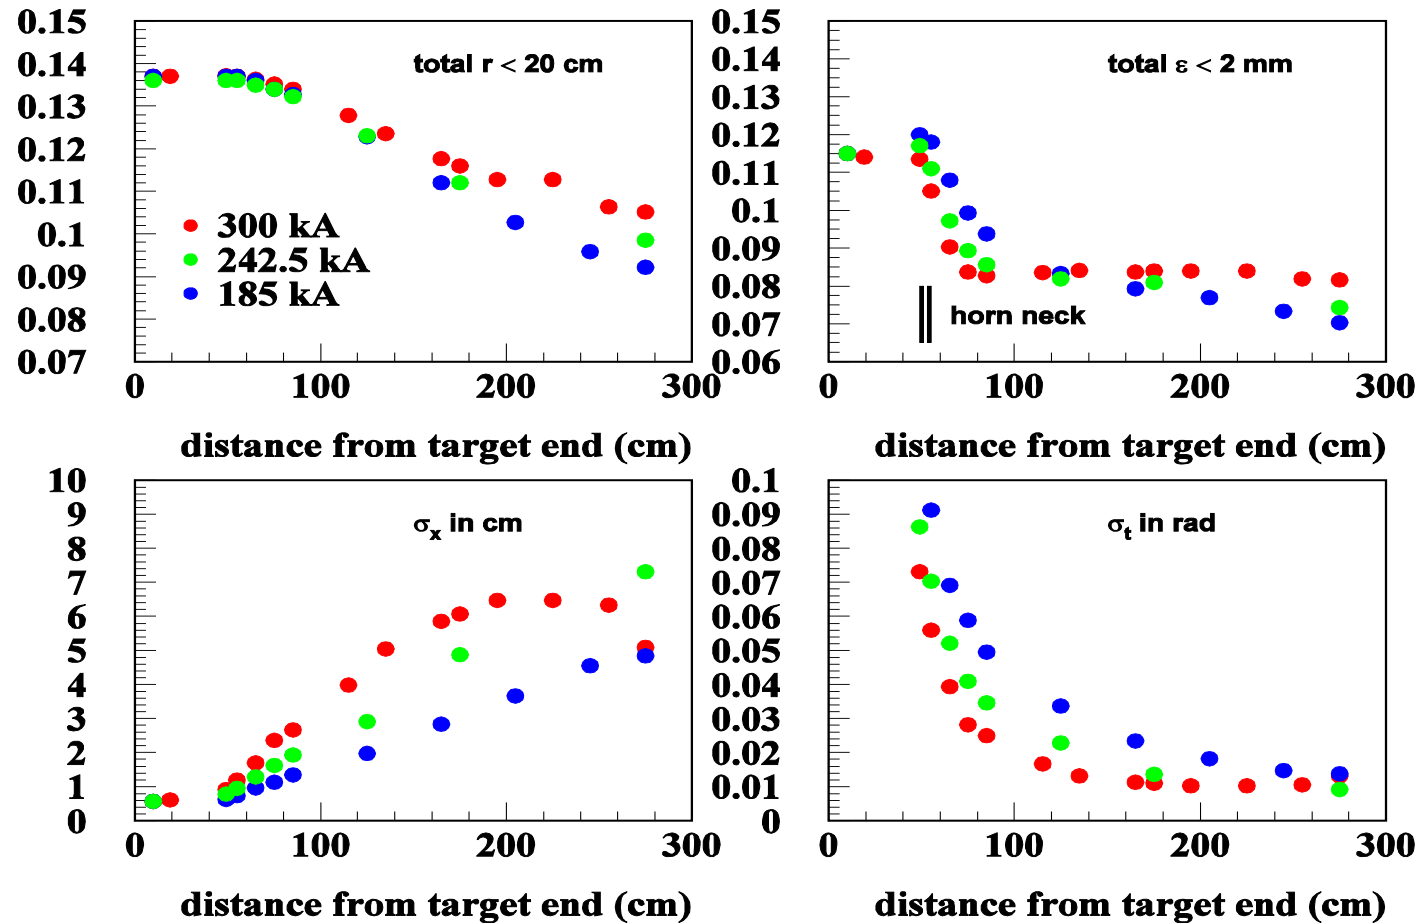 0.15
0.14
0.13
0.12
0.11
0.1
0.09
0.08
0.07
total r < 20 cm
300 kA
242.5 kA
185 kA
0 100 200 300
distance from target end (cm)
0.15
0.14
0.13
0.12
0.11
0.1
0.09
0.08
0.07
0.06
total ε < 2 mm
horn neck
0 100 200 300
distance from target end (cm)
10
9
8
7
6
5
4
3
2
1
0
σx in cm
0 100 200 300
distance from target end (cm)
0.1
0.09
0.08
0.07
0.06
0.05
0.04
0.03
0.02
0.01
0
σt in rad
0 100 200 300
distance from target end (cm)